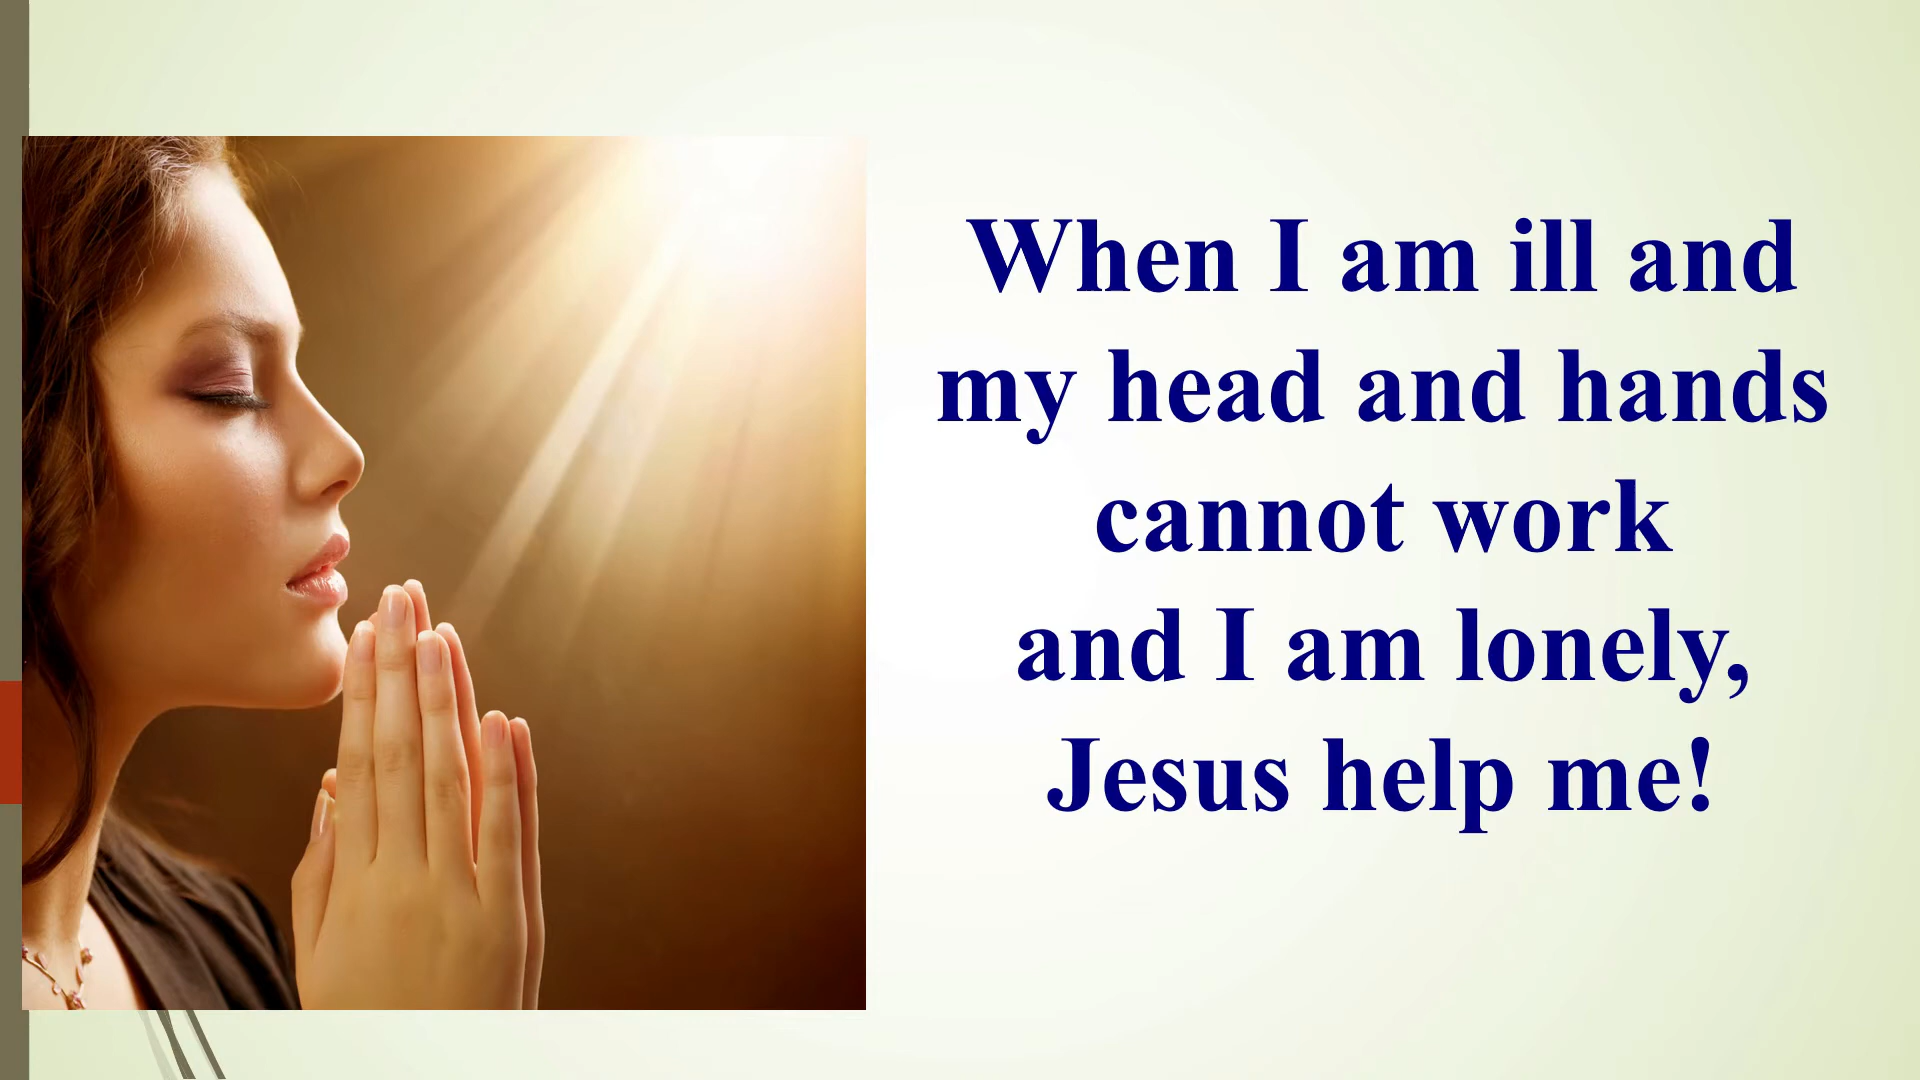 When I am ill and
my head and hands
cannot work
and I am lonely,
Jesus help me!